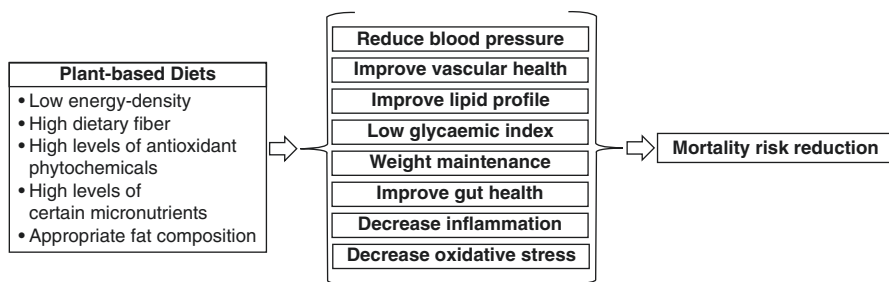 Plant-based Diets
• Low energy-density
• High dietary fiber
• High levels of antioxidant
phytochemicals
• High levels of
certain micronutrients
• Appropriate fat composition
Reduce blood pressure
Improve vascular health
Improve lipid profile
Low glycaemic index
Weight maintenance
Improve gut health
Decrease inflammation
Decrease oxidative stress
Mortality risk reduction